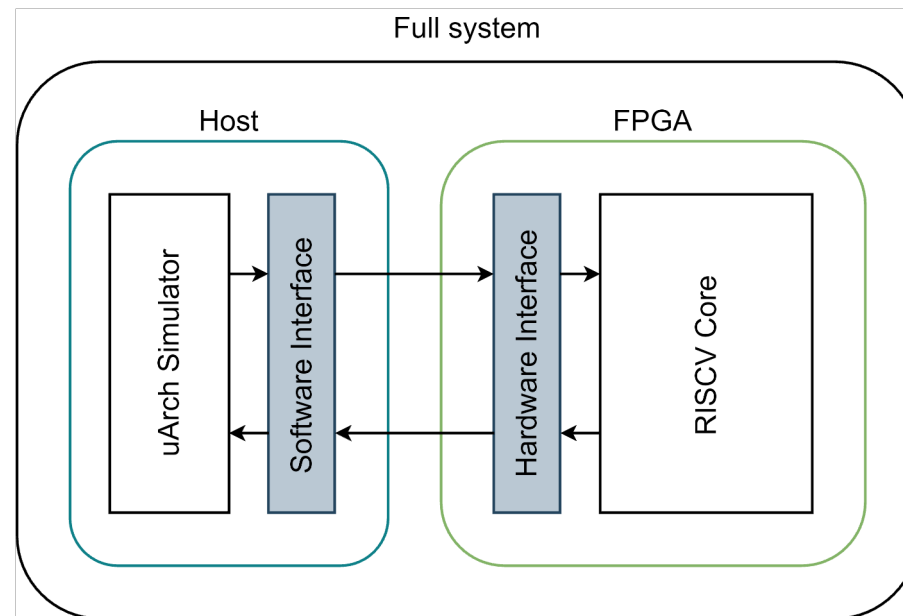 Full system
Host
FPGA
uArch Simulator
Software Interface
Hardware Interface
RISCV Core